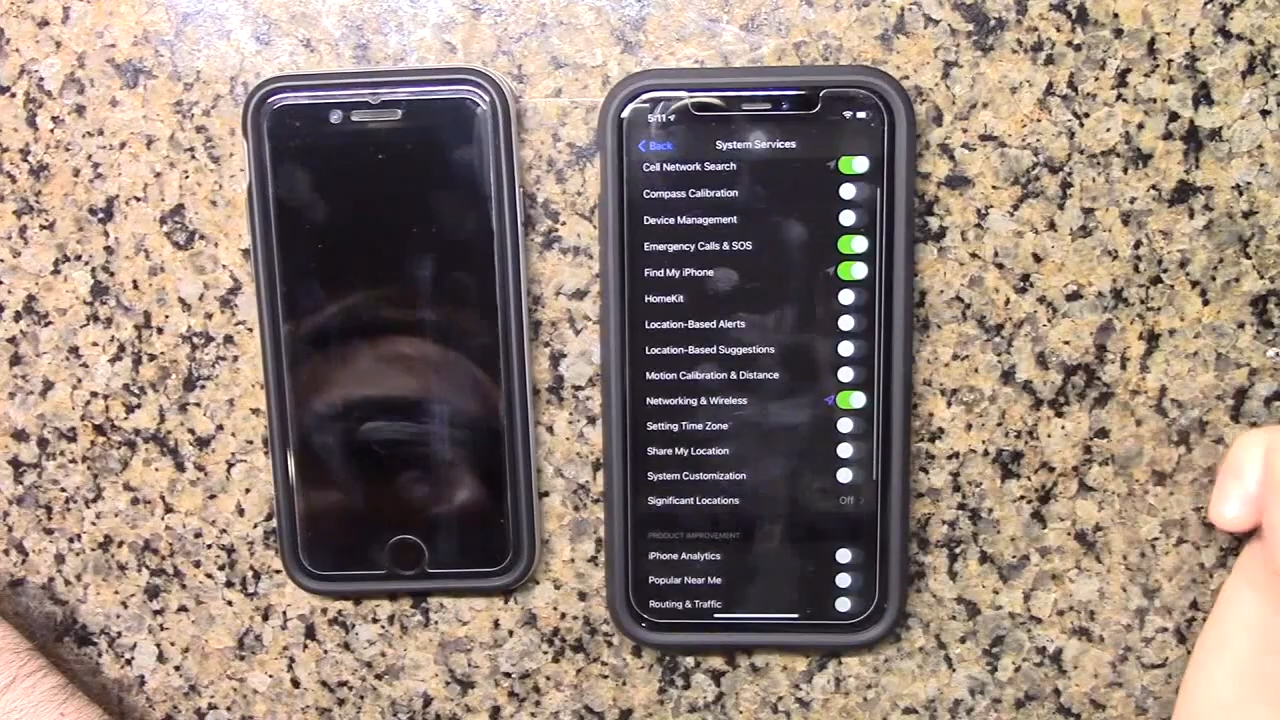 5:11
Back
System Services
Cell Network Search
Compass Calibration
Device Management
Emergency Calls & SOS
Find My iPhone
HomeKit
Location-Based Alerts
Location-Based Suggestions
Motion Calibration & Distance
Networking & Wireless
Setting Time Zone
Share My Location
System Customization
Significant Locations Off
PRODUCT IMPROVEMENT
iPhone Analytics
Popular Near Me
Routing & Traffic